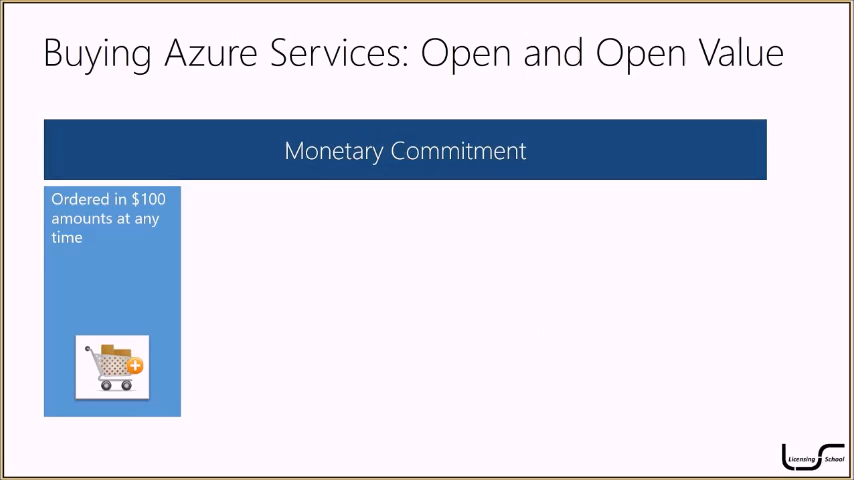 Buying Azure Services: Open and Open Value
Monetary Commitment
Ordered in $100
amounts at any
time
Licensing School